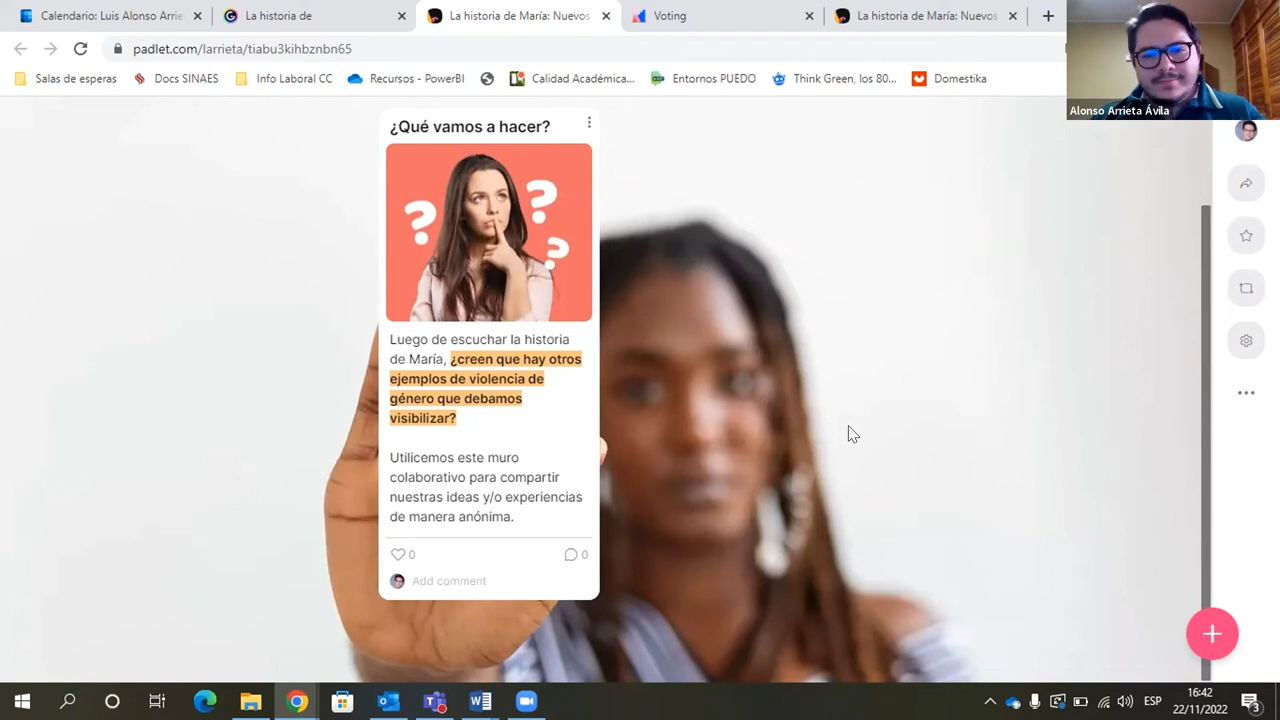 Calendario: Luis Alonso Arrie
La historia de
La historia de María: Nuevos
Voting
La historia de María: Nuevos
padlet.com/larrieta/tiabu3kihbznbn65
Salas de esperas
Docs SINAES
Info Laboral CC
Recursos - PowerBI
Calidad Académica...
Entornos PUEDO
Think Green, los 80...
Domestika
Alonso Arrieta Ávila
¿Qué vamos a hacer?
? ? ?
Luego de escuchar la historia
de María, ¿creen que hay otros
ejemplos de violencia de
género que debamos
visibilizar?
Utilicemos este muro
colaborativo para compartir
nuestras ideas y/o experiencias
de manera anónima.
0 0
Add comment
ESP
16:42
22/11/2022
3